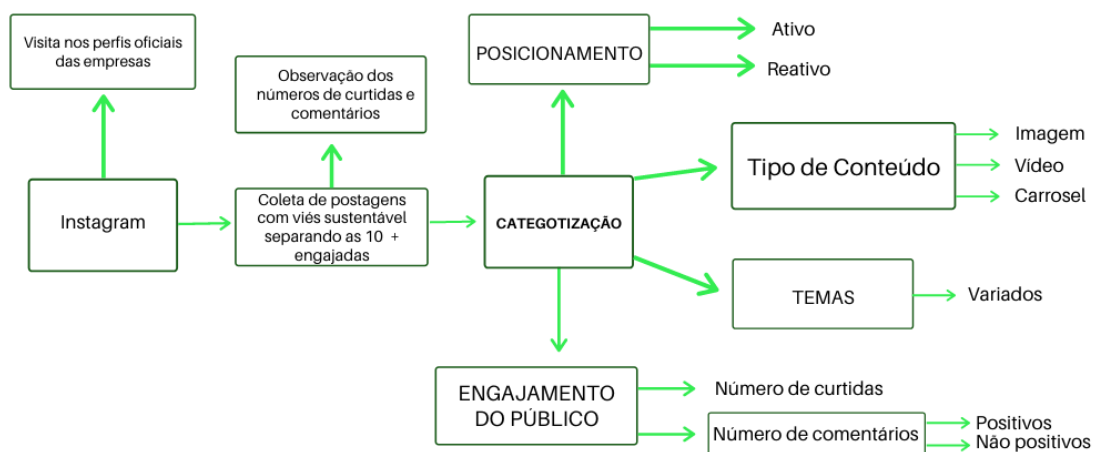 Visita nos perfis oficiais
das empresas
Instagram
Observação dos
números de curtidas e
comentários
Coleta de postagens
com viés sustentável
separando as 10 +
engajadas
CATEGOTIZAÇÃO
POSICIONAMENTO
Ativo
Reativo
Tipo de Conteúdo
Imagem
Vídeo
Carrosel
TEMAS
Variados
ENGAJAMENTO
DO PÚBLICO
Número de curtidas
Número de comentários
Positivos
Não positivos